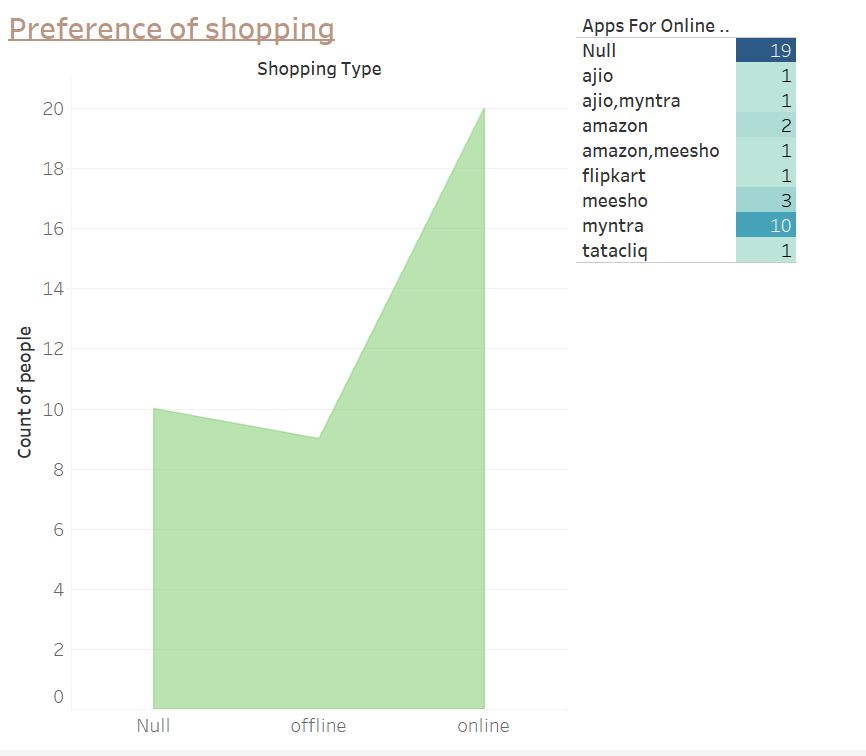 Preference of shopping
Shopping Type
Count of people
20
18
16
14
12
10
8
6
4
2
0
Null offline online
Apps For Online ..
Null 19
ajio 1
ajio,myntra 1
amazon 2
amazon,meesho 1
flipkart 1
meesho 3
myntra 10
tatacliq 1